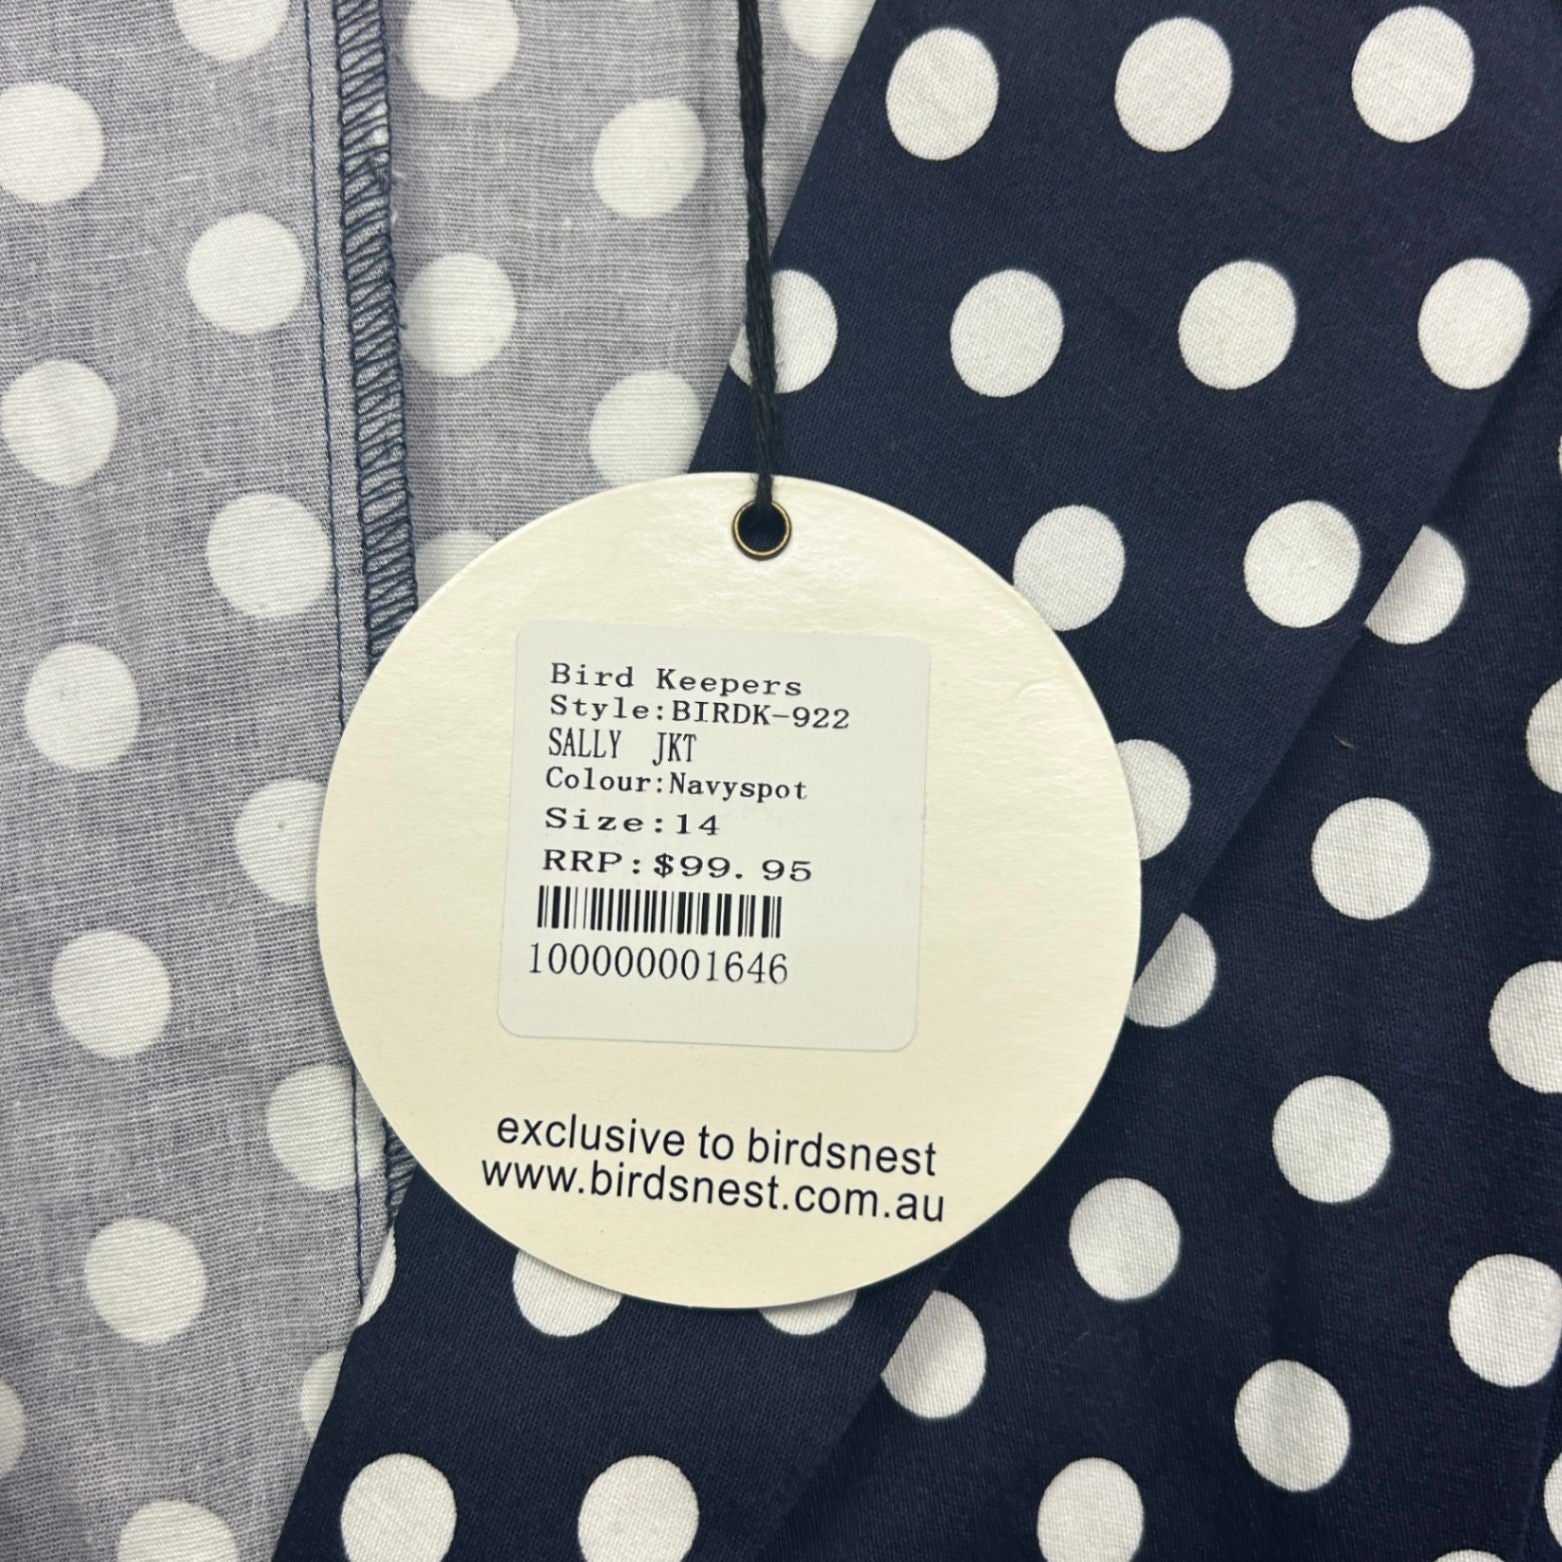 Bird Keepers
Style:BIRDK-922
SALLY JKT
Colour:Navyspot
Size:14
RRP:$99.95
100000001646
exclusive to birdsnest
www.birdsnest.com.au